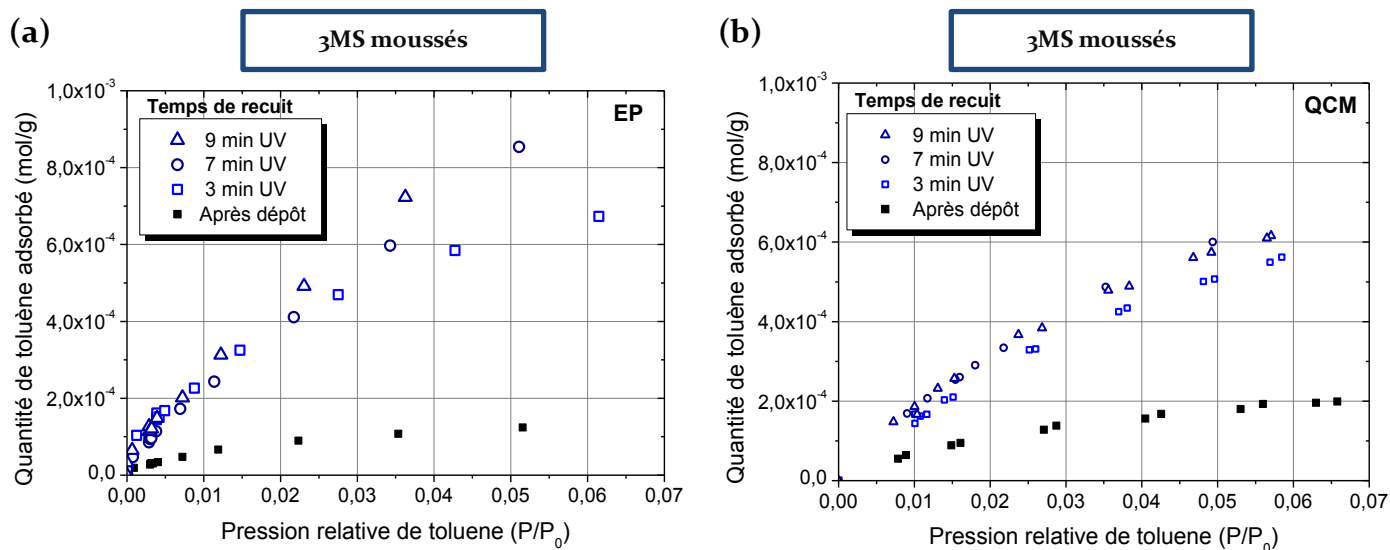 (a)
3MS moussés
Quantité de toluène adsorbé (mol/g)
1,0x10⁻³
8,0x10⁻⁴
6,0x10⁻⁴
4,0x10⁻⁴
2,0x10⁻⁴
0,0
Temps de recuit
9 min UV
7 min UV
3 min UV
Après dépôt
EP
0,00 0,01 0,02 0,03 0,04 0,05 0,06 0,07
Pression relative de toluene (P/P₀)
(b)
3MS moussés
Quantité de toluène adsorbé (mol/g)
1,0x10⁻³
8,0x10⁻⁴
6,0x10⁻⁴
4,0x10⁻⁴
2,0x10⁻⁴
0,0
Temps de recuit
9 min UV
7 min UV
3 min UV
Après dépôt
QCM
0,00 0,01 0,02 0,03 0,04 0,05 0,06 0,07
Pression relative de toluene (P/P₀)